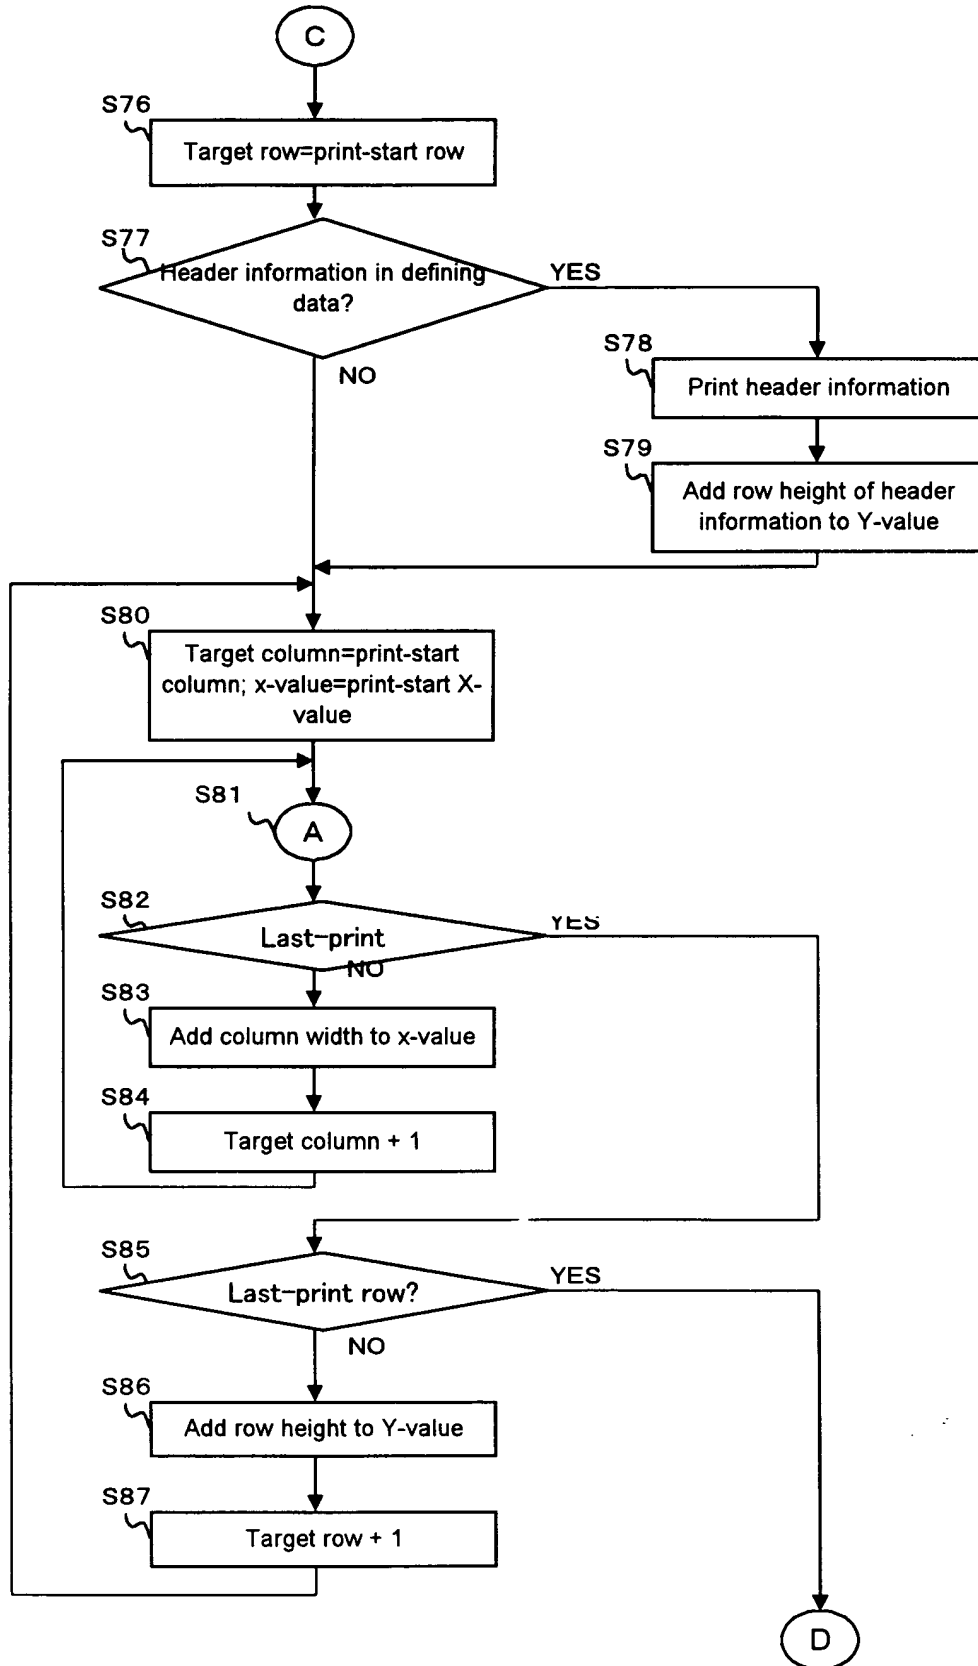 C
S76
Target row=print-start row
S77
Header information in defining
data?
YES
NO
S78
Print header information
S79
Add row height of header
information to Y-value
S80
Target column=print-start
column; x-value=print-start X-
value
S81
A
S82
Last-print
YES
NO
S83
Add column width to x-value
S84
Target column + 1
S85
Last-print row?
YES
NO
S86
Add row height to Y-value
S87
Target row + 1
D